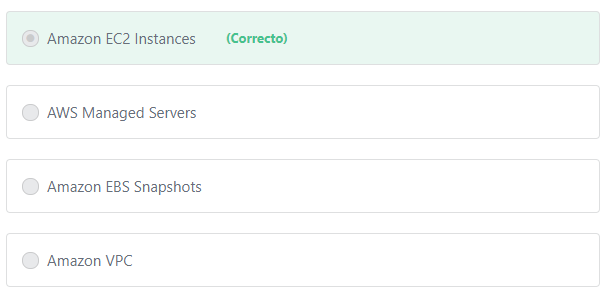 Amazon EC2 Instances (Correcto)
AWS Managed Servers
Amazon EBS Snapshots
Amazon VPC